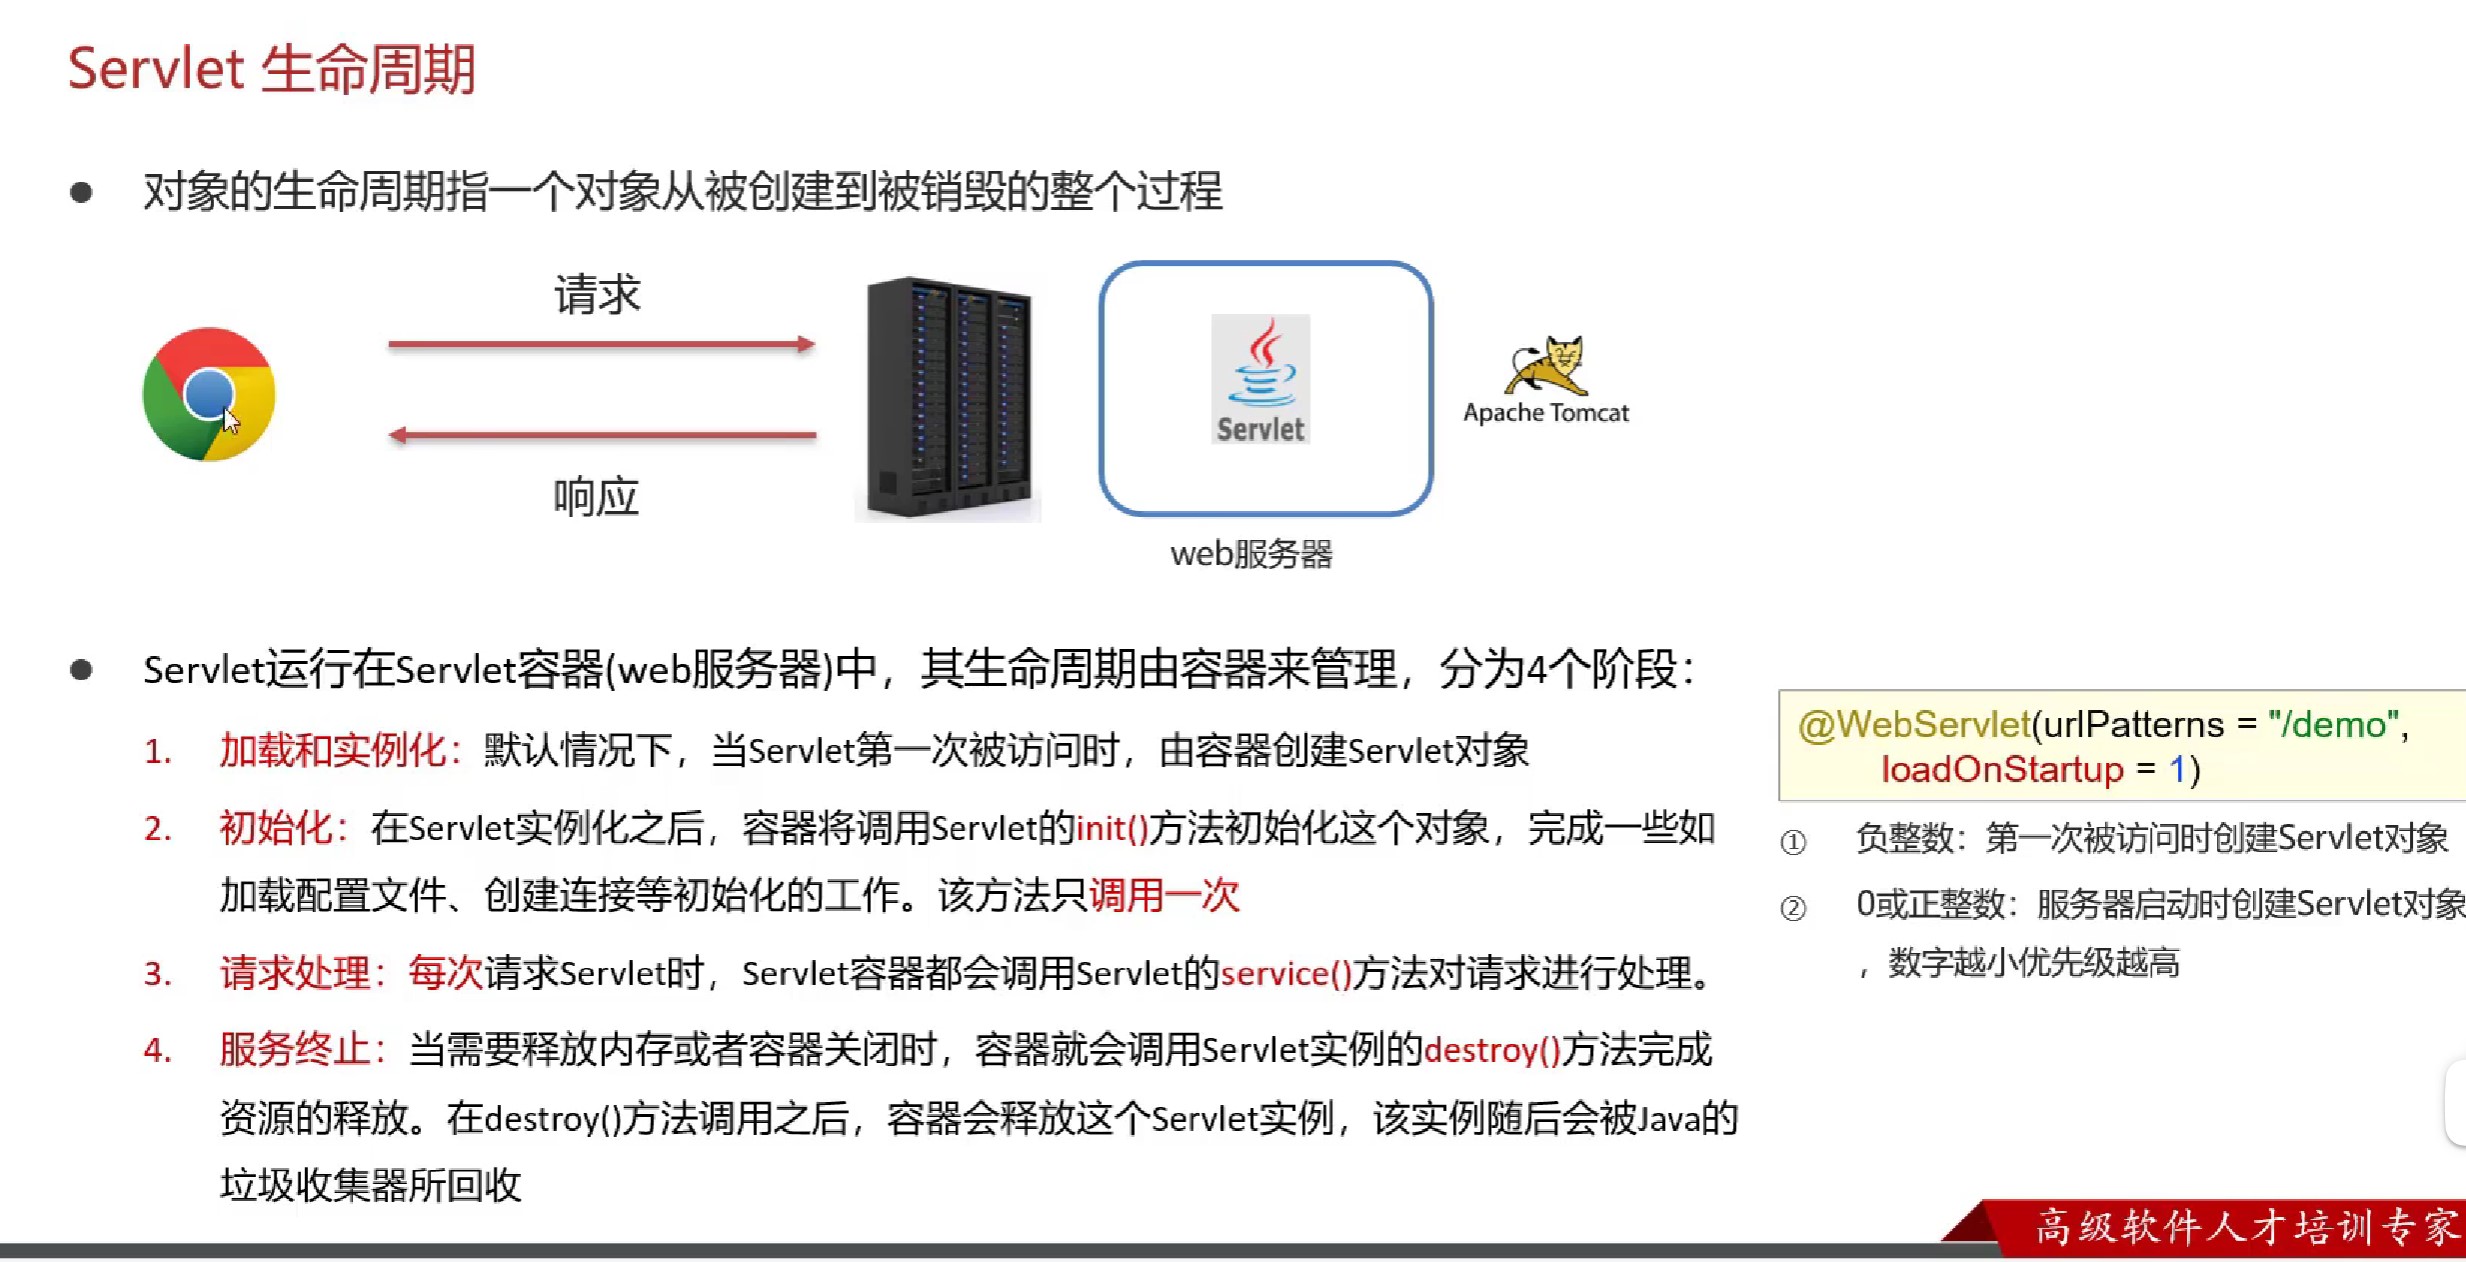 Servlet 生命周期
● 对象的生命周期指一个对象从被创建到被销毁的整个过程
请求
响应
Servlet
Apache Tomcat
web服务器
● Servlet运行在Servlet容器(web服务器)中，其生命周期由容器来管理，分为4个阶段：
1. 加载和实例化：默认情况下，当Servlet第一次被访问时，由容器创建Servlet对象
2. 初始化：在Servlet实例化之后，容器将调用Servlet的init()方法初始化这个对象，完成一些如
加载配置文件、创建连接等初始化的工作。该方法只调用一次
3. 请求处理：每次请求Servlet时，Servlet容器都会调用Servlet的service()方法对请求进行处理。
4. 服务终止：当需要释放内存或者容器关闭时，容器就会调用Servlet实例的destroy()方法完成
资源的释放。在destroy()方法调用之后，容器会释放这个Servlet实例，该实例随后会被Java的
垃圾收集器所回收
@WebServlet(urlPatterns = "/demo",
loadOnStartup = 1)
① 负整数：第一次被访问时创建Servlet对象
② 0或正整数：服务器启动时创建Servlet对象
，数字越小优先级越高
高级软件人才培训专家